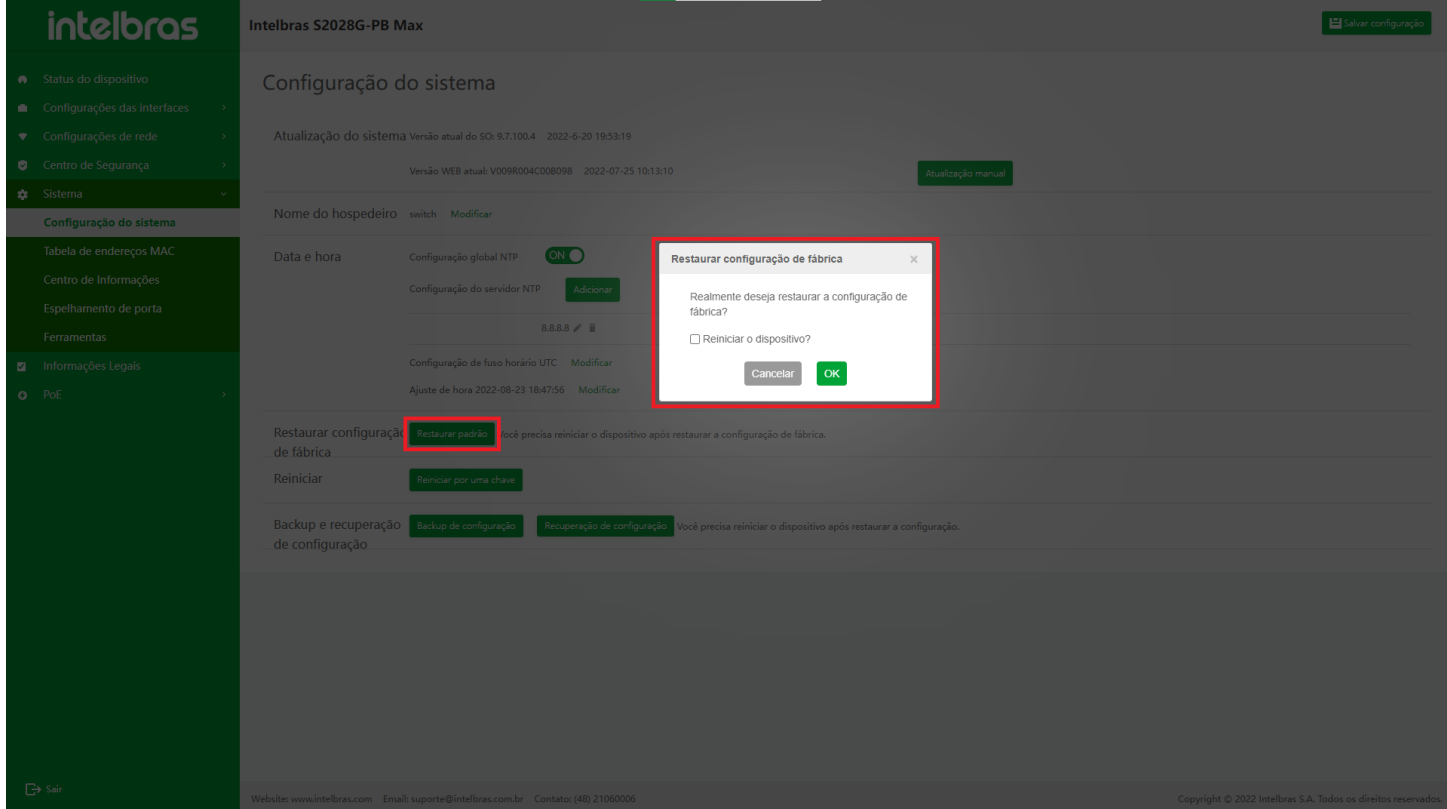 intelbras
Intelbras S2028G-PB Max
Salvar configuração
Status do dispositivo
Configurações das interfaces
Configurações de rede
Centro de Segurança
Sistema
Configuração do sistema
Tabela de endereços MAC
Centro de Informações
Espelhamento de porta
Ferramentas
Informações Legais
PoE
Sair
Configuração do sistema
Atualização do sistema Versão atual do SO: 9.7.100.4 2022-6-20 19:53:19
Versão WEB atual: V009R004C008098 2022-07-25 10:13:10 Atualização manual
Nome do hospedeiro switch Modificar
Data e hora Configuração global NTP ON
Configuração do servidor NTP Adicionar
8.8.8.8
Configuração de fuso horário UTC Modificar
Ajuste de hora 2022-08-23 18:47:56 Modificar
Restaurar configuração de fábrica
×
Realmente deseja restaurar a configuração de
fábrica?
Reiniciar o dispositivo?
Cancelar OK
Restaurar configuração Restaurar padrão Você precisa reiniciar o dispositivo após restaurar a configuração de fábrica.
de fábrica
Reiniciar Reiniciar por uma chave
Backup e recuperação Backup de configuração Recuperação de configuração Você precisa reiniciar o dispositivo após restaurar a configuração.
de configuração
Website: www.intelbras.com Email: suporte@intelbras.com.br Contato: (48) 21060006
Copyright © 2022 Intelbras S.A. Todos os direitos reservados.